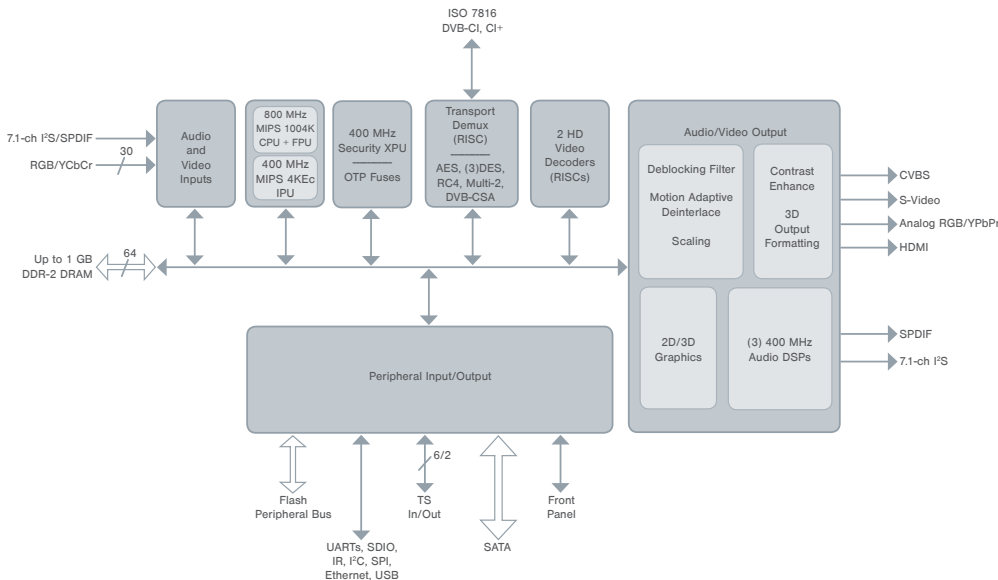 ISO 7816
DVB-CI, CI+
7.1-ch I²S/SPDIF
30
RGB/YCbCr
Audio
and
Video
Inputs
800 MHz
MIPS 1004K
CPU + FPU
400 MHz
MIPS 4KEc
IPU
400 MHz
Security XPU
OTP Fuses
Transport
Demux
(RISC)
AES, (3)DES,
RC4, Multi-2,
DVB-CSA
2 HD
Video
Decoders
(RISCs)
Audio/Video Output
Deblocking Filter
Motion Adaptive
Deinterlace
Scaling
Contrast
Enhance
3D
Output
Formatting
2D/3D
Graphics
(3) 400 MHz
Audio DSPs
CVBS
S-Video
Analog RGB/YPbPr
HDMI
SPDIF
7.1-ch I²S
Up to 1 GB
DDR-2 DRAM
64
Peripheral Input/Output
Flash
Peripheral Bus
UARTs, SDIO,
IR, I²C, SPI,
Ethernet, USB
6/2
TS
In/Out
SATA
Front
Panel